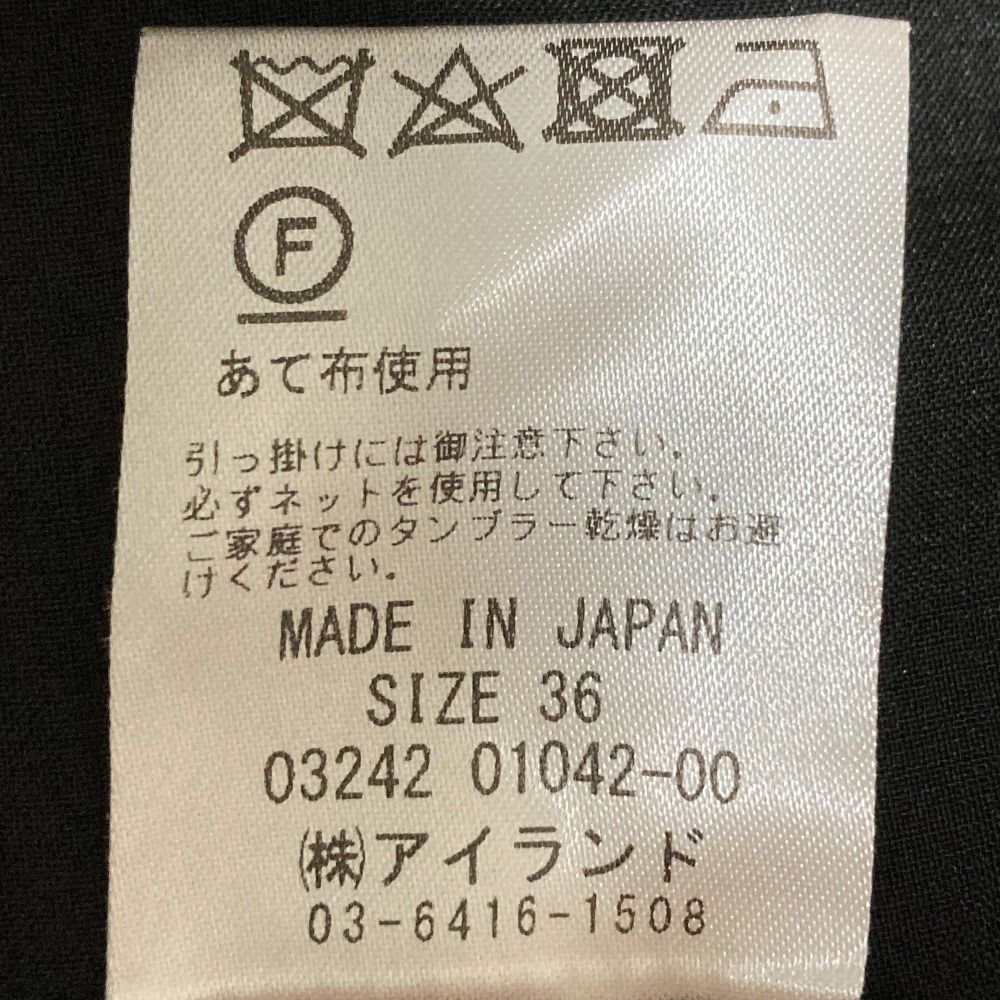 F
あて布使用
引っ掛けには御注意下さい。
必ずネットを使用して下さい。
ご家庭でのタンブラー乾燥はお避
けください。
MADE IN JAPAN
SIZE 36
03242 01042-00
㈱アイランド
03-6416-1508